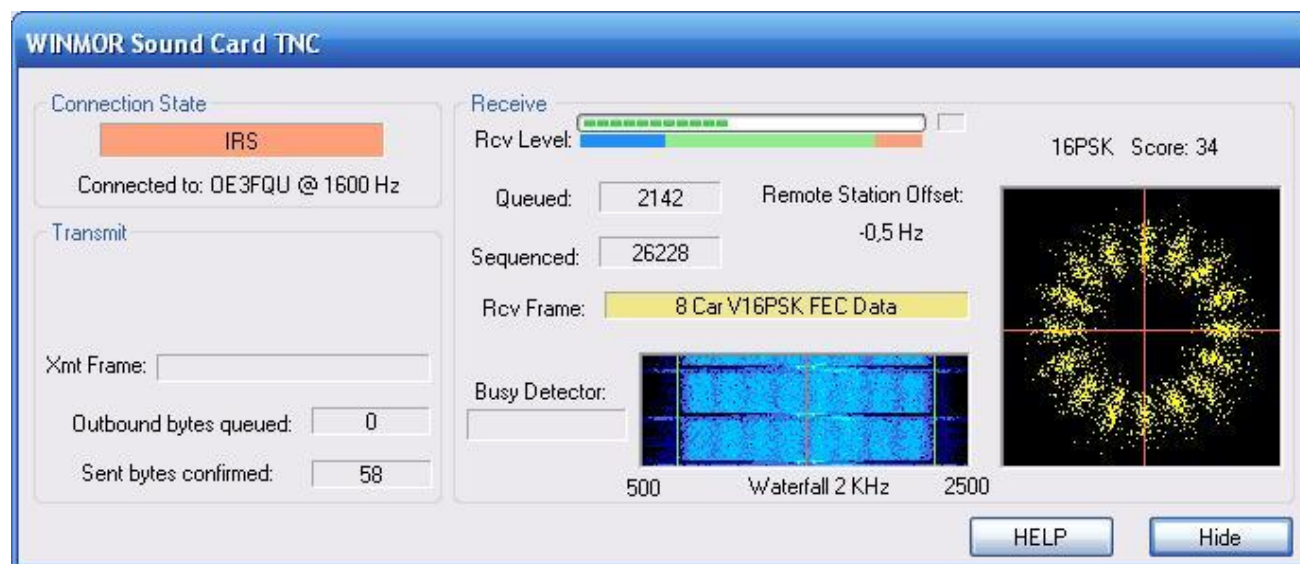 WINMOR Sound Card TNC
Connection State
IRS
Connected to: OE3FQU @ 1600 Hz
Transmit
Xmt Frame:
Outbound bytes queued: 0
Sent bytes confirmed: 58
Receive
Rcv Level:
Queued: 2142
Sequenced: 26228
Remote Station Offset:
-0,5 Hz
Rcv Frame: 8 Car V16PSK FEC Data
Busy Detector:
500 Waterfall 2 KHz 2500
16PSK Score: 34
HELP Hide